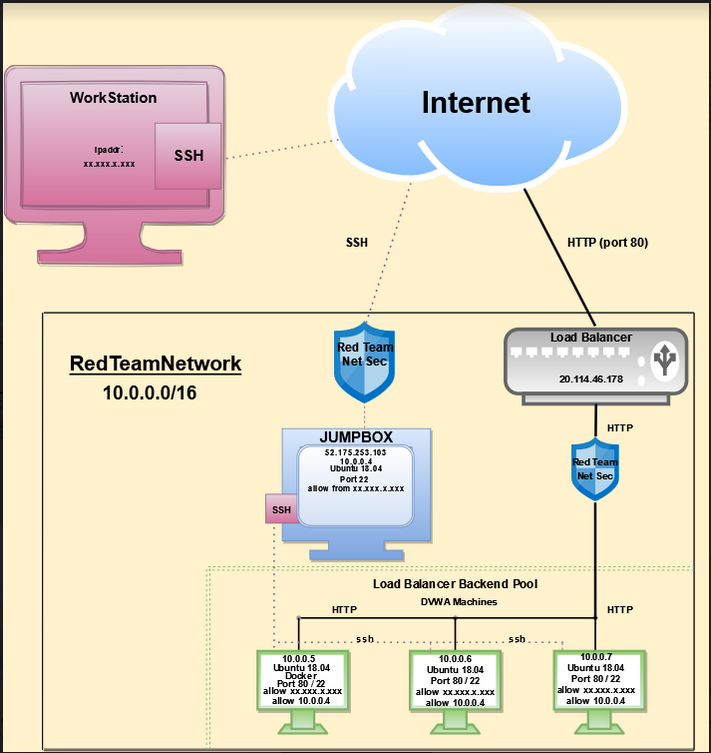 Internet
WorkStation
Ipaddr:
xx.xxx.x.xxx
SSH
SSH
HTTP (port 80)
RedTeamNetwork
10.0.0.0/16
Red Team
Net Sec
Load Balancer
20.114.46.178
HTTP
Red Team
Net Sec
JUMPBOX
52.175.253.103
10.0.0.4
Ubuntu 18.04
Port 22
allow from xx.xxx.x.xxx
SSH
Load Balancer Backend Pool
DVWA Machines
HTTP
HTTP
ssh
ssh
10.0.0.5
Ubuntu 18.04
Docker
Port 80 / 22
allow xx.xxx.x.xxx
allow 10.0.0.4
10.0.0.6
Ubuntu 18.04
Port 80 / 22
allow xx.xxx.x.xxx
allow 10.0.0.4
10.0.0.7
Ubuntu 18.04
Port 80 / 22
allow xx.xxx.x.xxx
allow 10.0.0.4